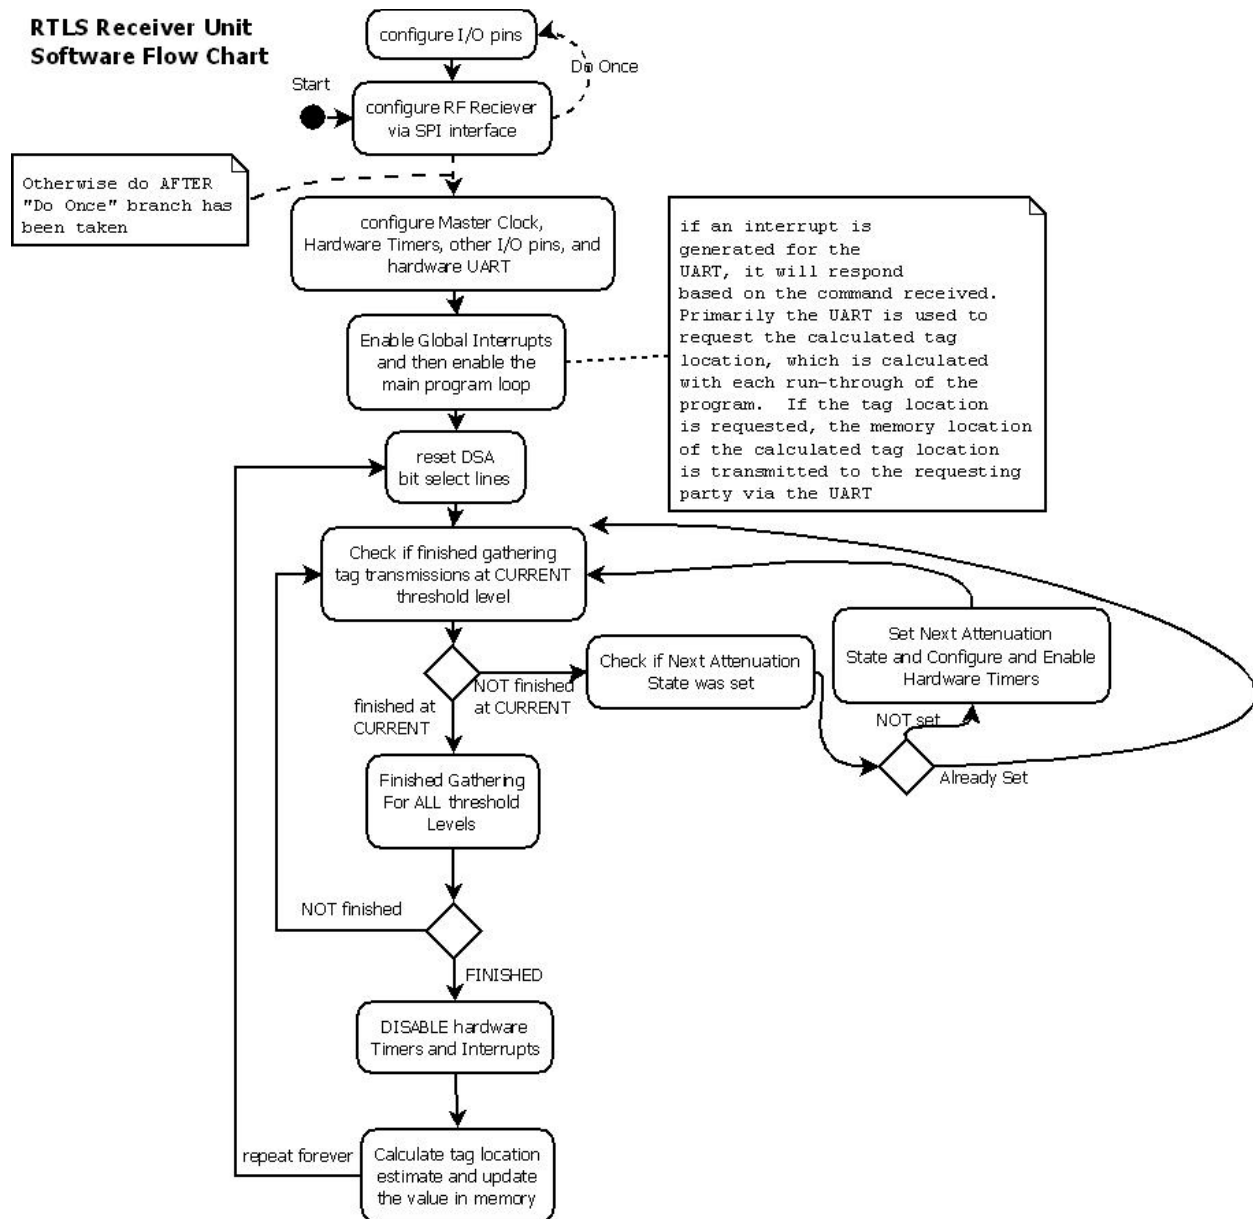 RTLS Receiver Unit
Software Flow Chart
configure I/O pins
Do Once
Start
configure RF Reciever
via SPI interface
Otherwise do AFTER
"Do Once" branch has
been taken
configure Master Clock,
Hardware Timers, other I/O pins, and
hardware UART
if an interrupt is
generated for the
UART, it will respond
based on the command received.
Primarily the UART is used to
request the calculated tag
location, which is calculated
with each run-through of the
program. If the tag location
is requested, the memory location
of the calculated tag location
is transmitted to the requesting
party via the UART
Enable Global Interrupts
and then enable the
main program loop
reset DSA
bit select lines
Check if finished gathering
tag transmissions at CURRENT
threshold level
Set Next Attenuation
State and Configure and Enable
Hardware Timers
Check if Next Attenuation
State was set
NOT finished
at CURRENT
finished at
CURRENT
NOT set
Already Set
Finished Gathering
For ALL threshold
Levels
NOT finished
FINISHED
DISABLE hardware
Timers and Interrupts
repeat forever
Calculate tag location
estimate and update
the value in memory